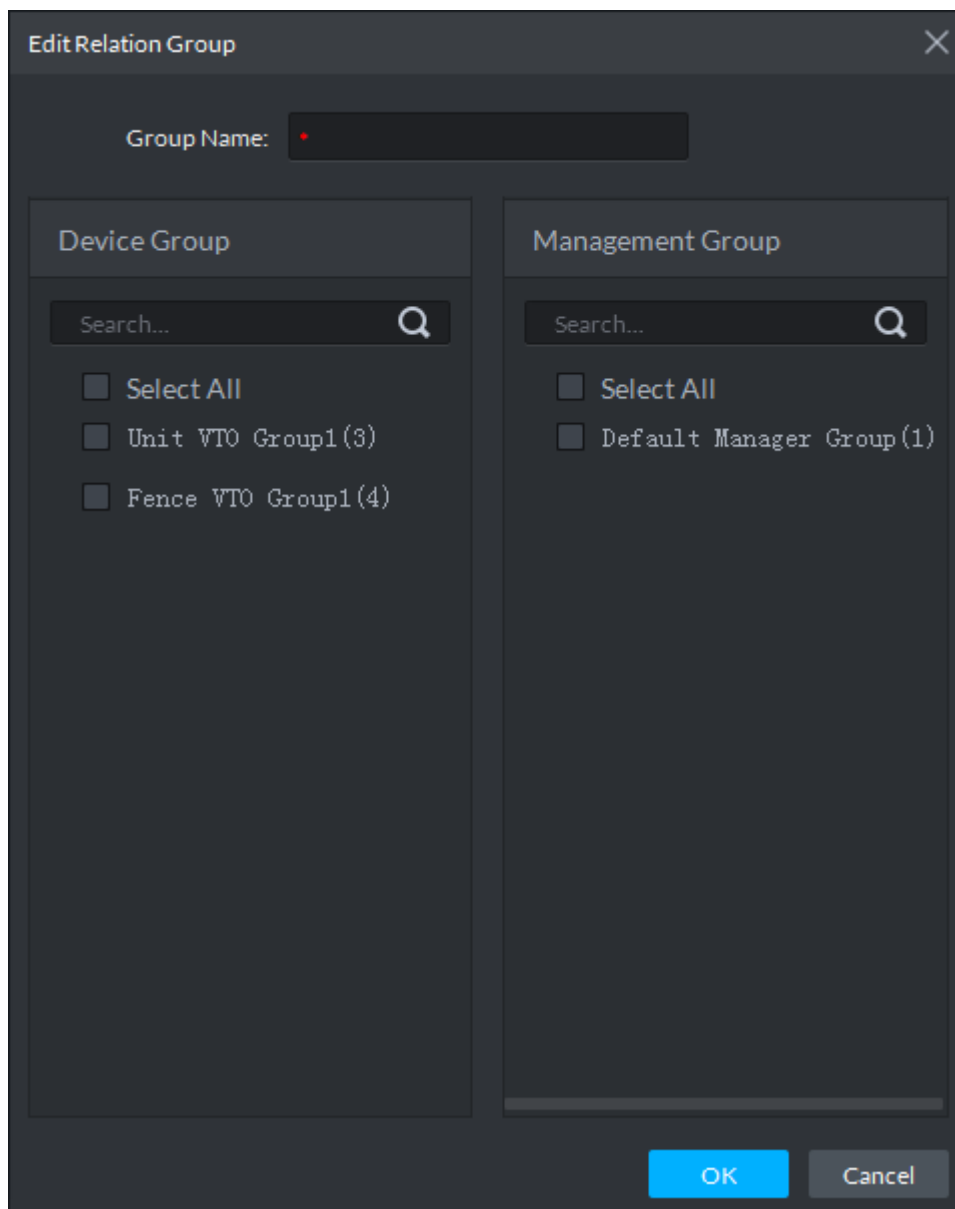 Edit Relation Group
Group Name:
Device Group
Search...
Select All
Unit VTO Group1(3)
Fence VTO Group1(4)
Management Group
Search...
Select All
Default Manager Group(1)
OK
Cancel